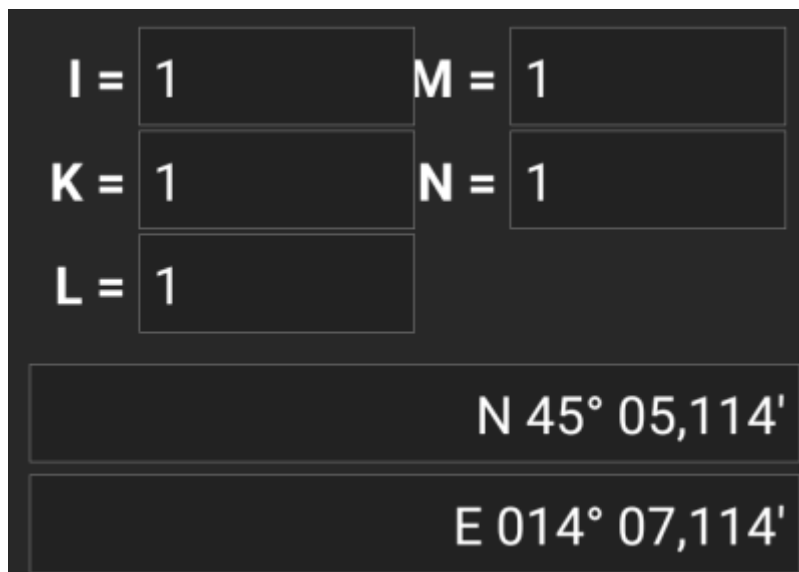 I = 1 M = 1
K = 1 N = 1
L = 1
N 45° 05,114'
E 014° 07,114'